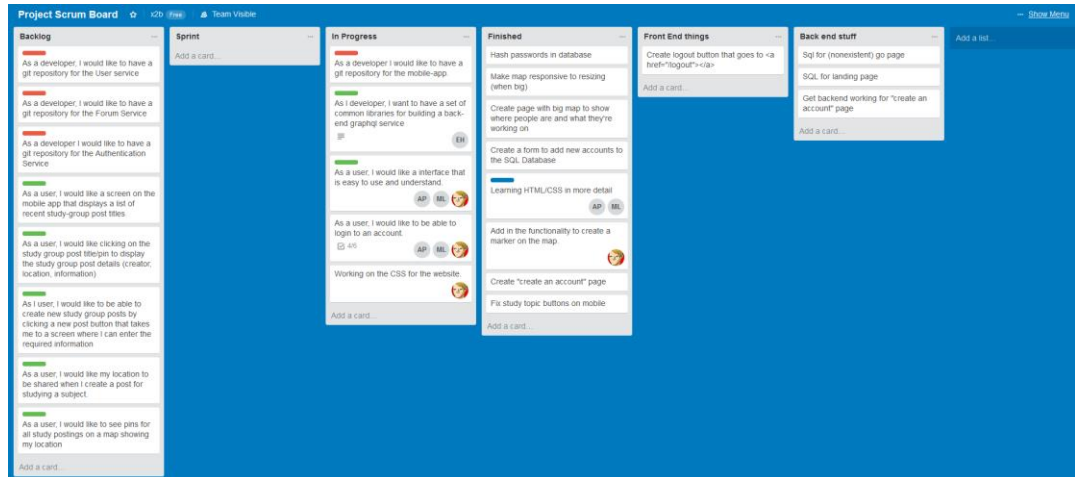 Project Scrum Board
x2b
Free
Team Visible
Show Menu
Backlog
As a developer, I would like to have a
git repository for the User service
As a developer, I would like to have a
git repository for the Forum Service
As a developer I would like to have a
git repository for the Authentication
Service
As a user, I would like a screen on the
mobile app that displays a list of
recent study-group post titles
As a user, I would like clicking on the
study group post title/pin to display
the study group post details (creator,
location, information)
As I user, I would like to be able to
create new study group posts by
clicking a new post button that takes
me to a screen where I can enter the
required information
As a user, I would like my location to
be shared when I create a post for
studying a subject
As a user, I would like to see pins for
all study postings on a map showing
my location
Add a card...
Sprint
Add a card...
In Progress
As a developer I would like to have a
git repository for the mobile-app.
As I developer, I want to have a set of
common libraries for building a back-
end graphql service
EH
As a user, I would like a interface that
is easy to use and understand.
AP ML
As a user, I would like to be able to
login to an account.
4/6
AP ML
Working on the CSS for the website.
Add a card...
Finished
Hash passwords in database
Make map responsive to resizing
(when big)
Create page with big map to show
where people are and what they're
working on
Create a form to add new accounts to
the SQL Database
Learning HTML/CSS in more detail
AP ML
Add in the functionality to create a
marker on the map.
Create "create an account" page
Fix study topic buttons on mobile
Add a card...
Front End things
Create logout button that goes to <a
href="/logout"></a>
Add a card...
Back end stuff
Sql for (nonexistent) go page
SQL for landing page
Get backend working for "create an
account" page
Add a card...
Add a list...